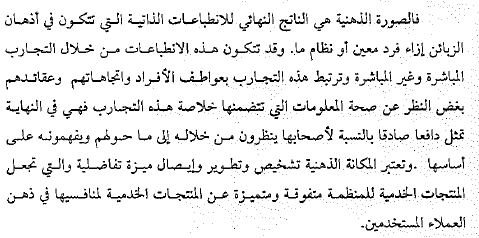 فالصورة الذهنية هي الناتج النهائي للانطباعات الذاتية التي تتكون في أذهان
الزبائن إزاء فرد معين أو نظام ما. وقد تتكون هذه الانطباعات من خلال التجارب
المباشرة وغير المباشرة وترتبط هذه التجارب بعواطف الأفراد واتجاهاتهم وعقائدهم
بغض النظر عن صحة المعلومات التي تتضمنها خلاصة هذه التجارب فهي في النهاية
تمثل دافعا صادقا بالنسبة لأصحابها ينظرون من خلاله إلى ما حولهم ويفهمونه على
أساسها .وتعتبر المكانة الذهنية تشخيص وتطوير وإيصال ميزة تفاضلية والتي تجعل
المنتجات الخدمية للمنظمة متفوقة ومتميزة عن المنتجات الخدمية لمنافسيها في ذهن
العملاء المستخدمين.